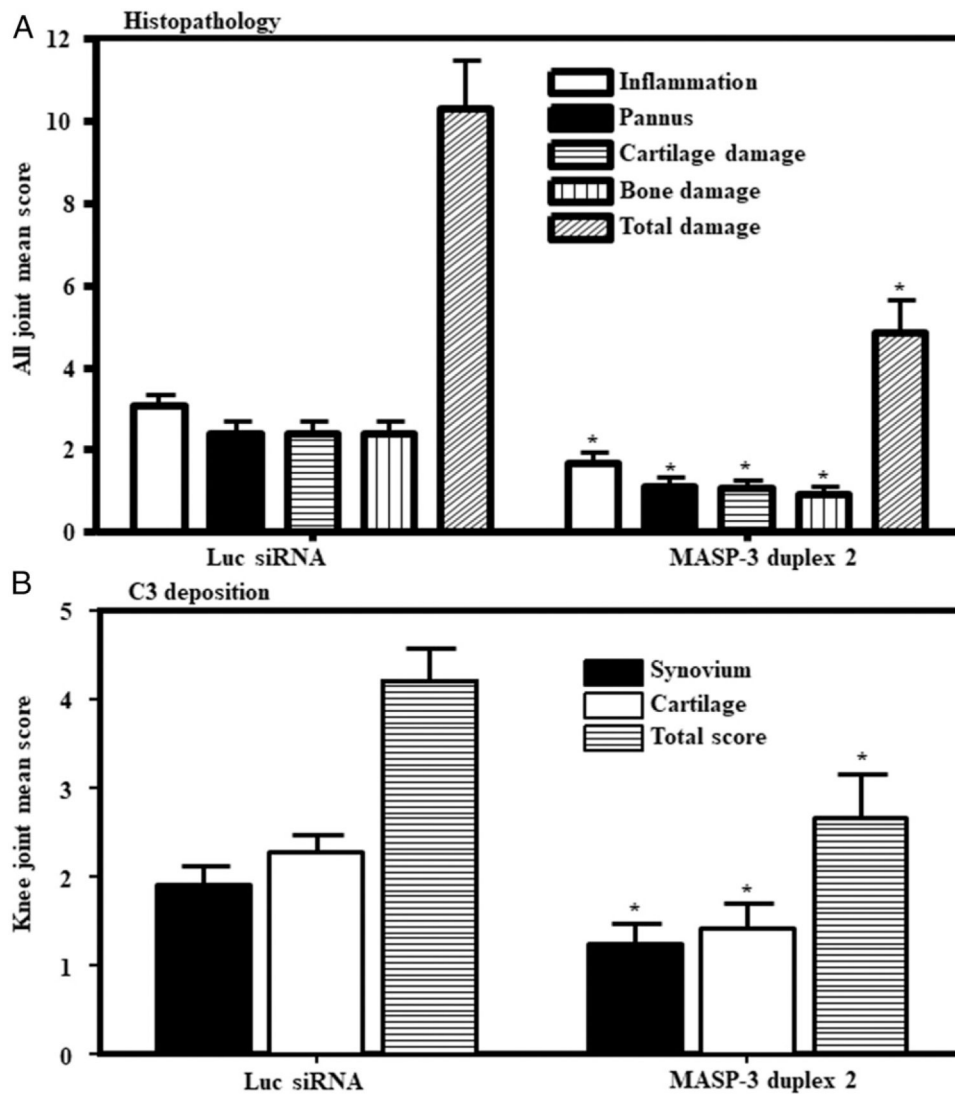 A
Histopathology
12
10
8
6
4
2
0
All joint mean score
Inflammation
Pannus
Cartilage damage
Bone damage
Total damage
*
*
*
*
*
Luc siRNA
MASP-3 duplex 2
B
C3 deposition
5
4
3
2
1
0
Knee joint mean score
Synovium
Cartilage
Total score
*
*
*
Luc siRNA
MASP-3 duplex 2